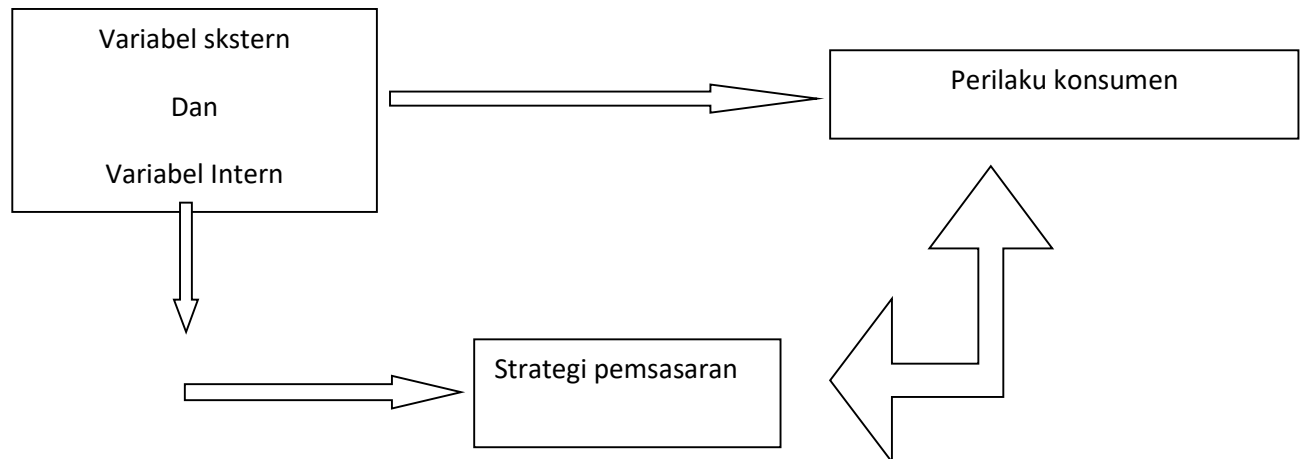 Variabel skstern
Dan
Variabel Intern
Perilaku konsumen
Strategi pemsasaran